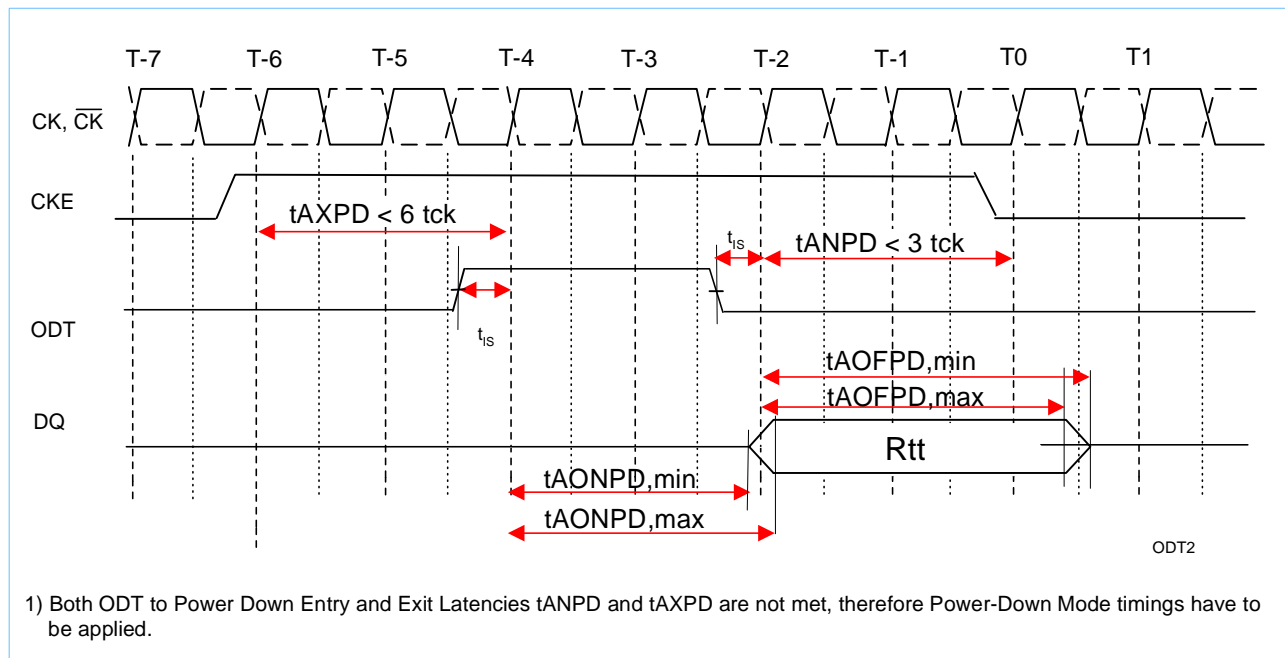 T-7 T-6 T-5 T-4 T-3 T-2 T-1 T0 T1
CK, C̅K̅
CKE
tAXPD < 6 tck
tIS
tANPD < 3 tck
ODT
tIS
tAOFPD,min
tAOFPD,max
DQ
Rtt
tAONPD,min
tAONPD,max
ODT2
1) Both ODT to Power Down Entry and Exit Latencies tANPD and tAXPD are not met, therefore Power-Down Mode timings have to
be applied.